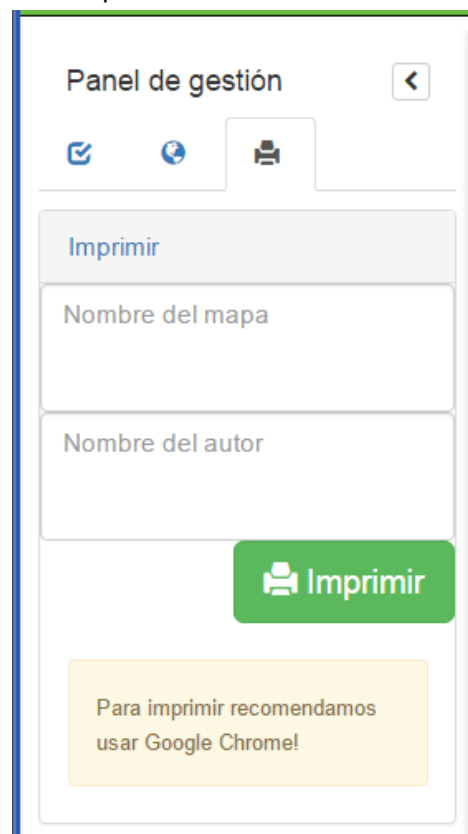 Panel de gestión
Imprimir
Nombre del mapa
Nombre del autor
Imprimir
Para imprimir recomendamos
usar Google Chrome!